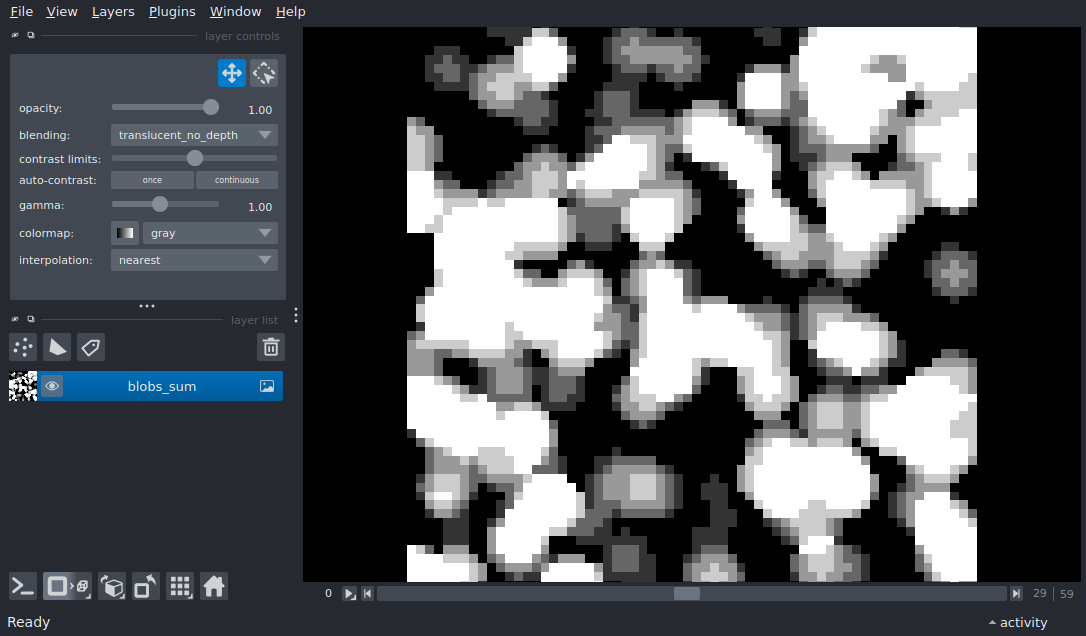 File View Layers Plugins Window Help
layer controls
opacity: 1.00
blending: translucent_no_depth
contrast limits:
auto-contrast: once continuous
gamma: 1.00
colormap: gray
interpolation: nearest
layer list
blobs_sum
0 29 59
Ready activity